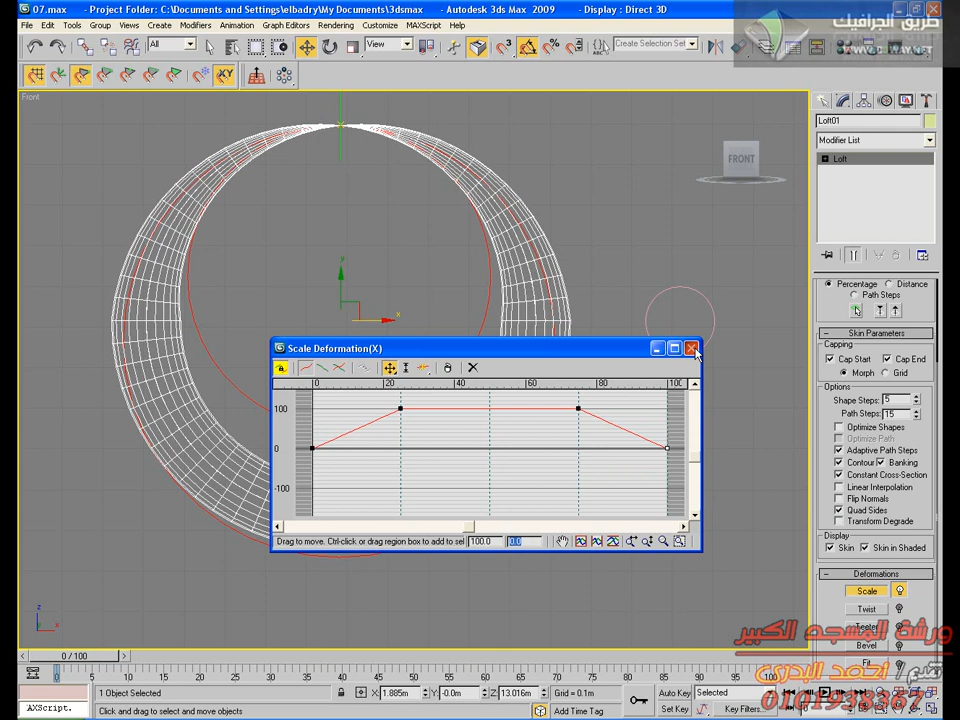 07.max - Project Folder: C:\Documents and Settings\elbadry\My Documents\3dsmax - Autodesk 3ds Max 2009 - Display : Direct 3D
File Edit Tools Group Views Create Modifiers Animation Graph Editors Rendering Customize MAXScript Help
طريق الجرافيك
All View Create Selection Set
XY
Front
FRONT
Loft01
Modifier List
Loft
Percentage Distance
Path Steps
Skin Parameters
Capping
Cap Start Cap End
Morph Grid
Options
Shape Steps: 5
Path Steps: 15
Optimize Shapes
Optimize Path
Adaptive Path Steps
Contour Banking
Constant Cross-Section
Linear Interpolation
Flip Normals
Quad Sides
Transform Degrade
Display
Skin Skin in Shaded
Deformations
Scale
Twist
Teeter
Bevel
Fit
Scale Deformation(X)
0 20 40 60 80 100
100
0
-100
Drag to move. Ctrl-click or drag region box to add to sel 100.0 0.0
y
x
z
x
ورشة المسجد الكبير
تقديم / احمد البدرى
0101939367
0 / 100
0 5 10 15 20 25 30 35 40 45 50 55 60 65 70 75 80 85 90 95 100
1 Object Selected X 1.885m Y -0.0m Z 13.016m Grid = 0.1m Auto Key Selected
AXScript. Click and drag to select and move objects Add Time Tag Set Key Key Filters...